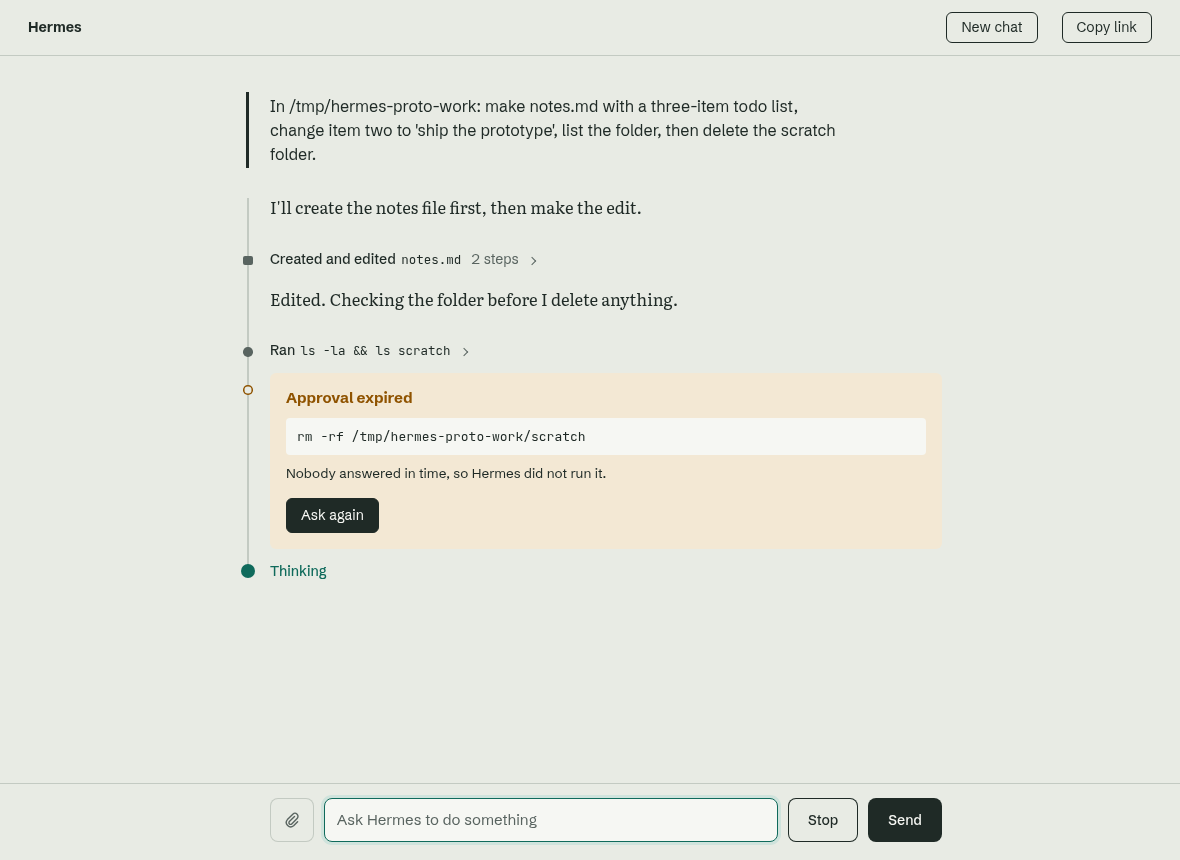 Hermes
New chat
Copy link
In /tmp/hermes-proto-work: make notes.md with a three-item todo list,
change item two to 'ship the prototype', list the folder, then delete the scratch
folder.
I'll create the notes file first, then make the edit.
Created and edited notes.md 2 steps
Edited. Checking the folder before I delete anything.
Ran ls -la && ls scratch
Approval expired
rm -rf /tmp/hermes-proto-work/scratch
Nobody answered in time, so Hermes did not run it.
Ask again
Thinking
Ask Hermes to do something
Stop
Send